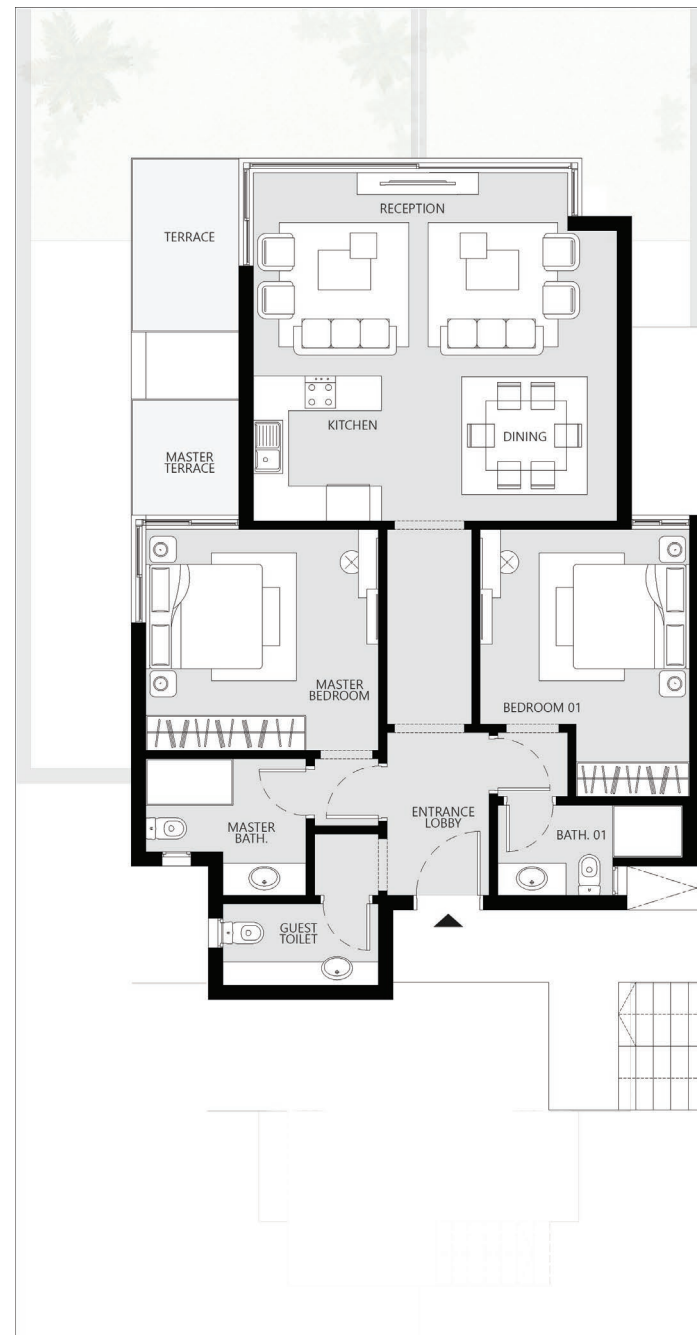 RECEPTION
TERRACE
KITCHEN
DINING
MASTER
TERRACE
MASTER
BEDROOM
BEDROOM 01
ENTRANCE
LOBBY
MASTER
BATH.
BATH. 01
GUEST
TOILET